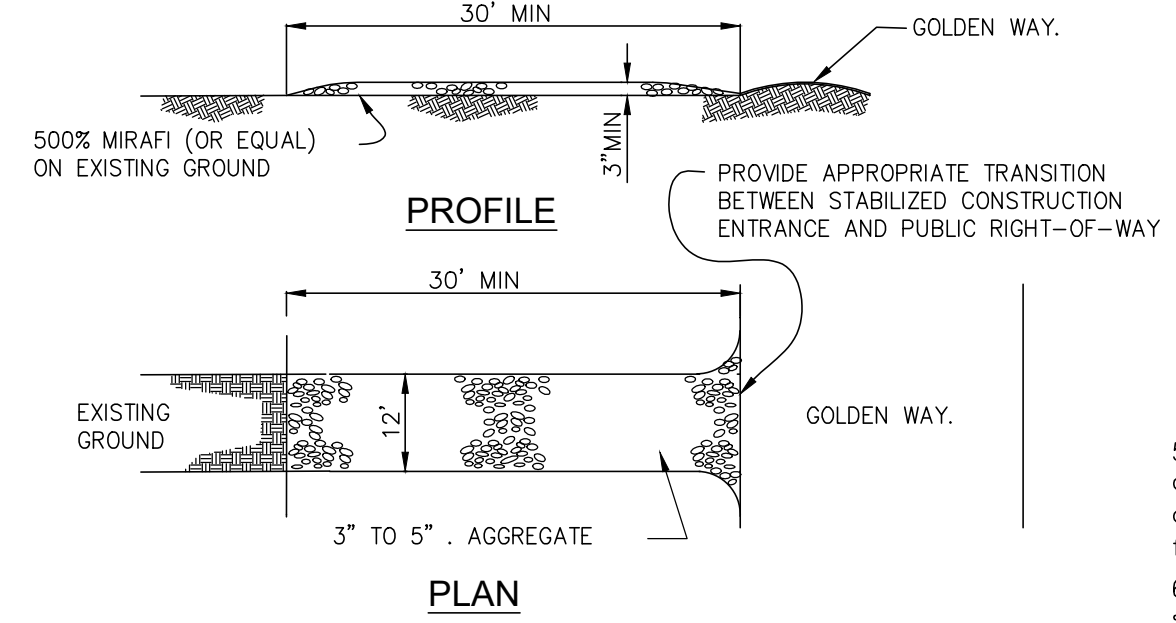 30' MIN
GOLDEN WAY.
500% MIRAFI (OR EQUAL)
ON EXISTING GROUND
3"MIN
PROFILE
PROVIDE APPROPRIATE TRANSITION
BETWEEN STABILIZED CONSTRUCTION
ENTRANCE AND PUBLIC RIGHT-OF-WAY
30' MIN
EXISTING
GROUND
12'
GOLDEN WAY.
3" TO 5" . AGGREGATE
PLAN